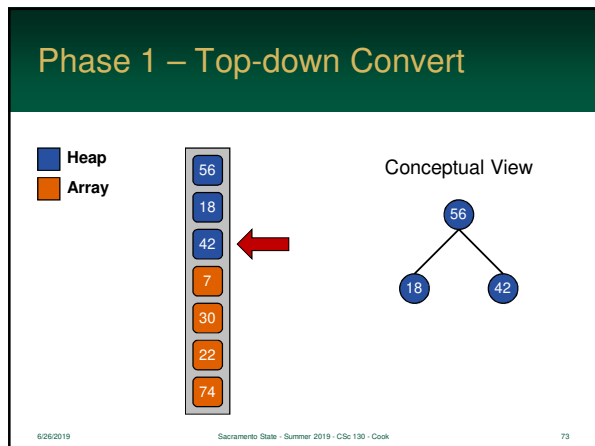 Phase 1 – Top-down Convert
Heap
Array
56
18
42
7
30
22
74
Conceptual View
56
18 42
6/26/2019 Sacramento State - Summer 2019 - CSc 130 - Cook 73